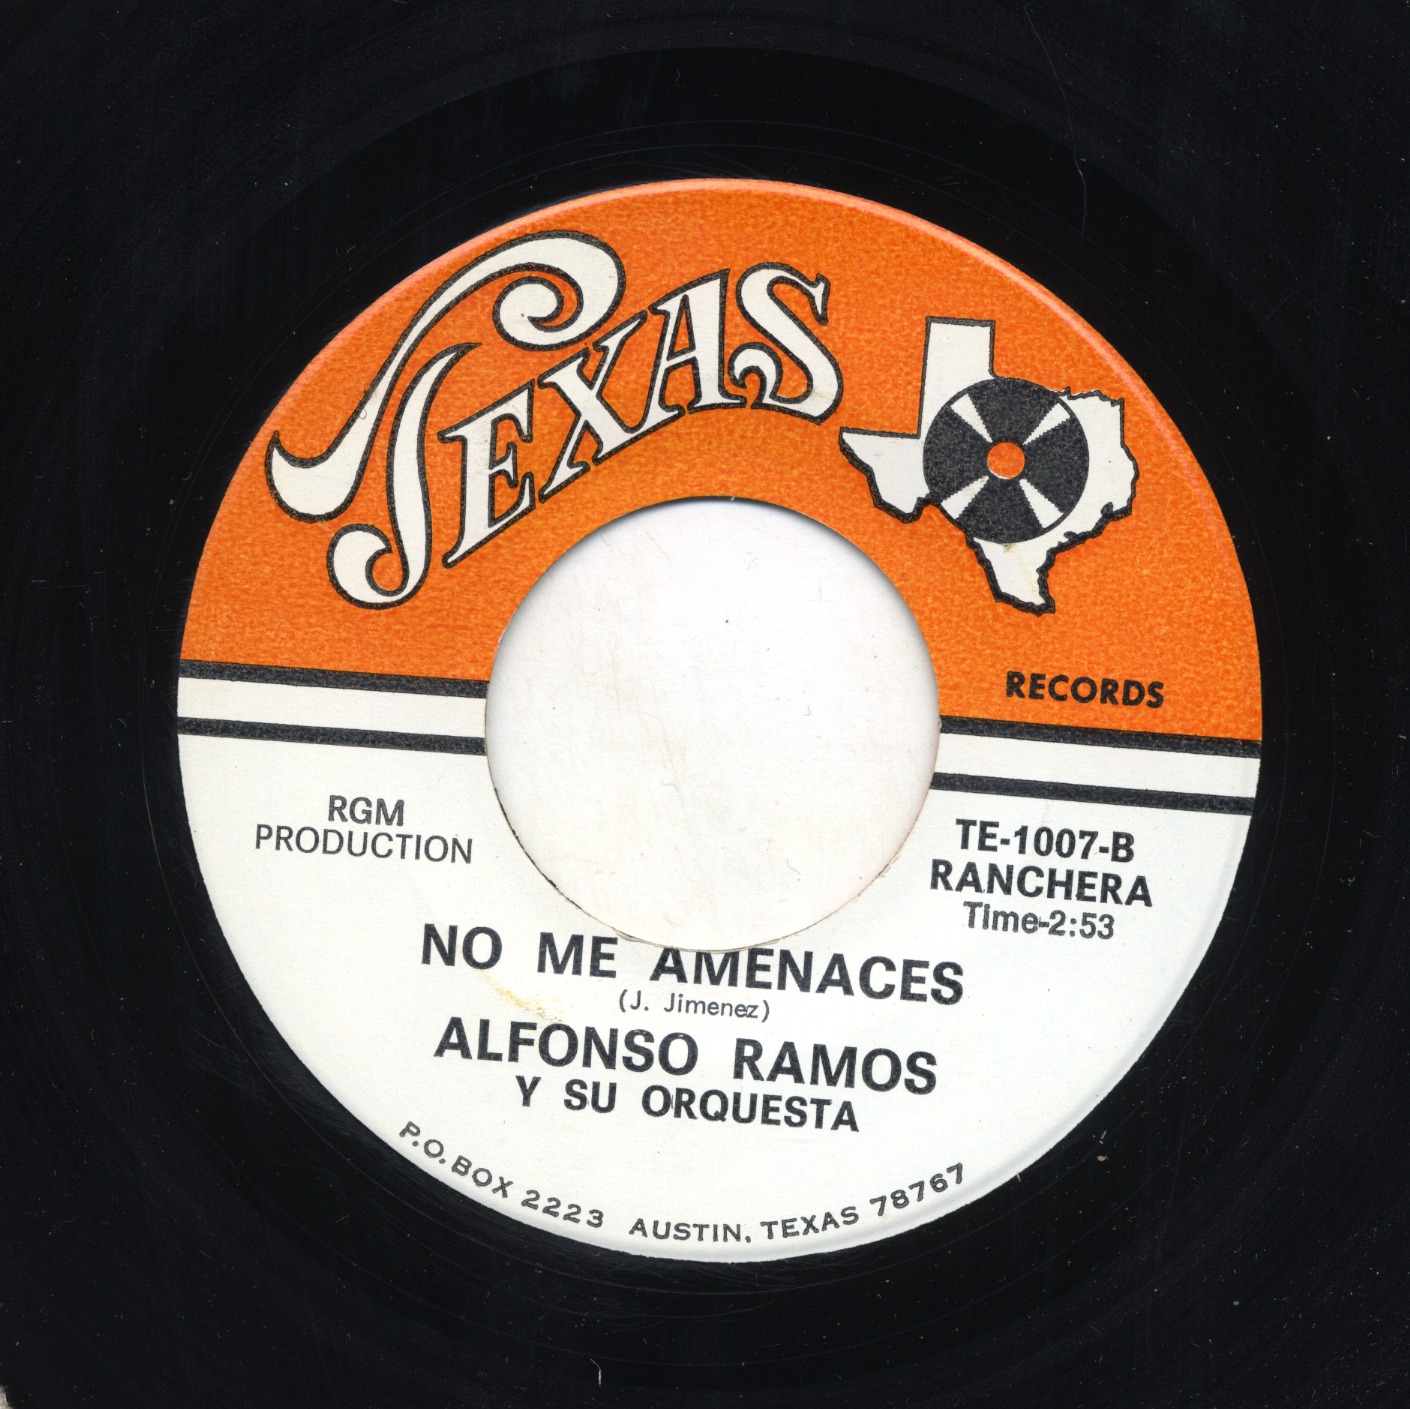 TEXAS
RECORDS
RGM
PRODUCTION
TE-1007-B
RANCHERA
Time-2:53
NO ME AMENACES
(J. Jimenez)
ALFONSO RAMOS
Y SU ORQUESTA
P.O. BOX 2223 AUSTIN, TEXAS 78767